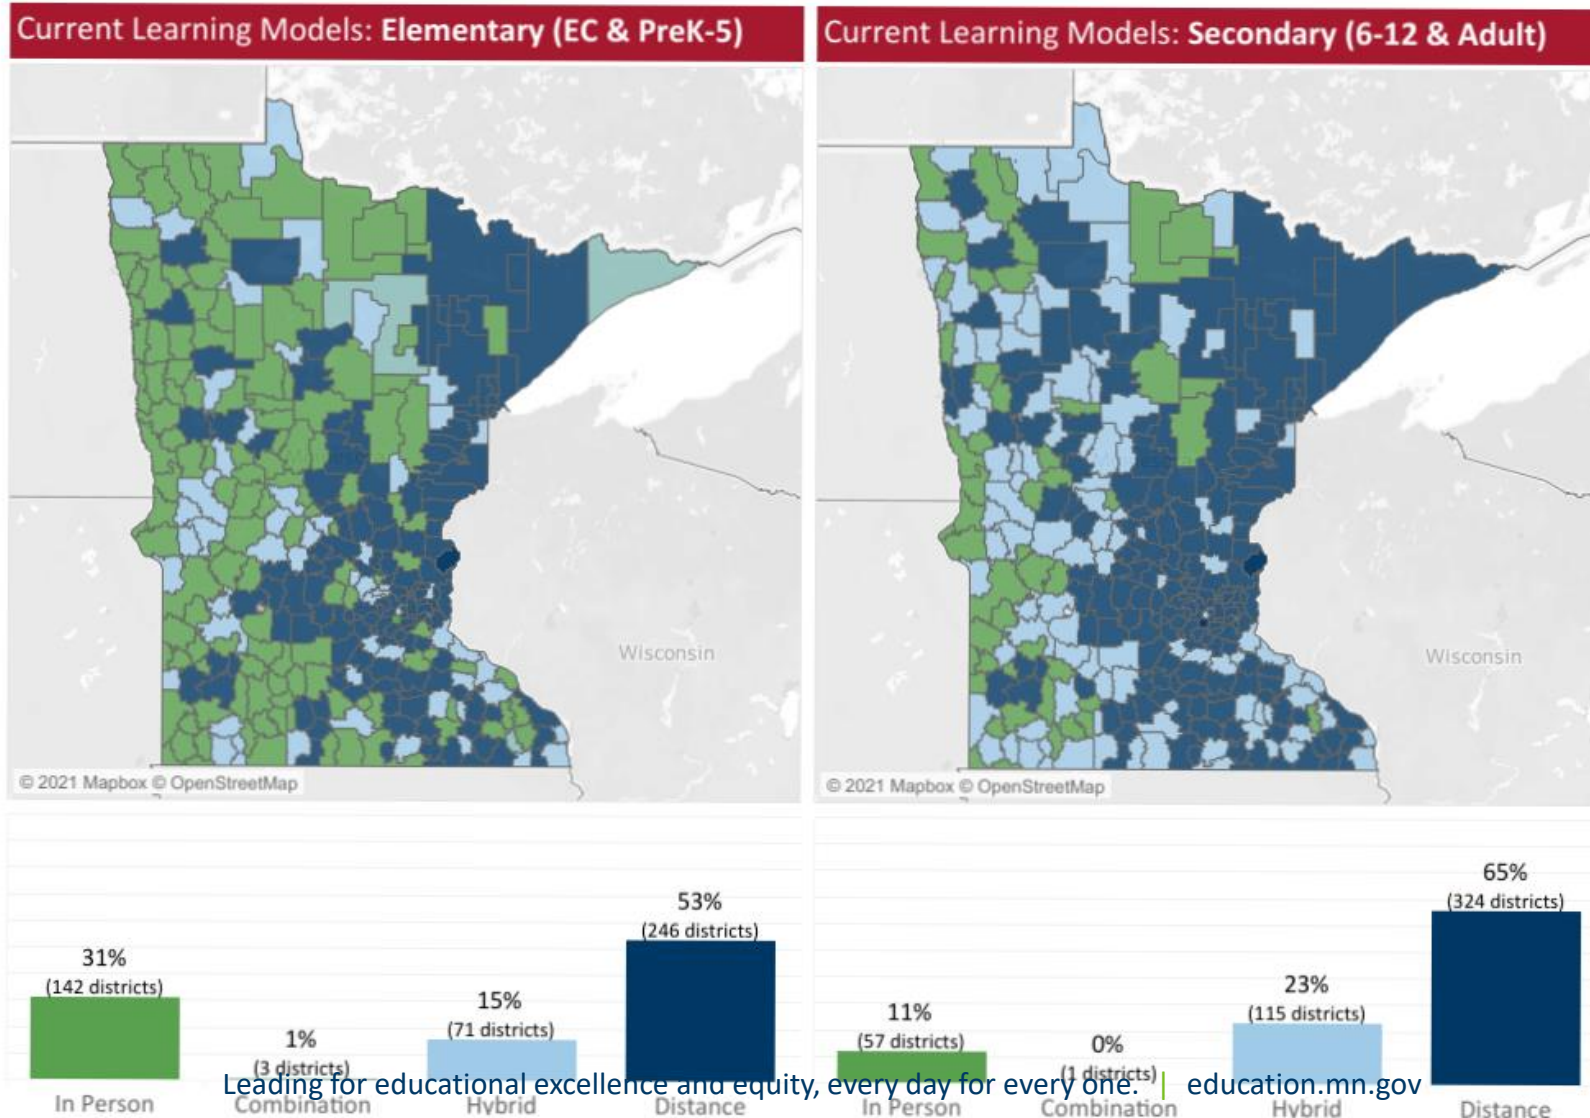 Current Learning Models: Elementary (EC & PreK-5)
Wisconsin
© 2021 Mapbox © OpenStreetMap
31%
(142 districts)
1%
(3 districts)
15%
(71 districts)
53%
(246 districts)
In Person
Combination
Hybrid
Distance
Current Learning Models: Secondary (6-12 & Adult)
Wisconsin
© 2021 Mapbox © OpenStreetMap
11%
(57 districts)
0%
(1 districts)
23%
(115 districts)
65%
(324 districts)
In Person
Combination
Hybrid
Distance
Leading for educational excellence and equity, every day for every one. | education.mn.gov